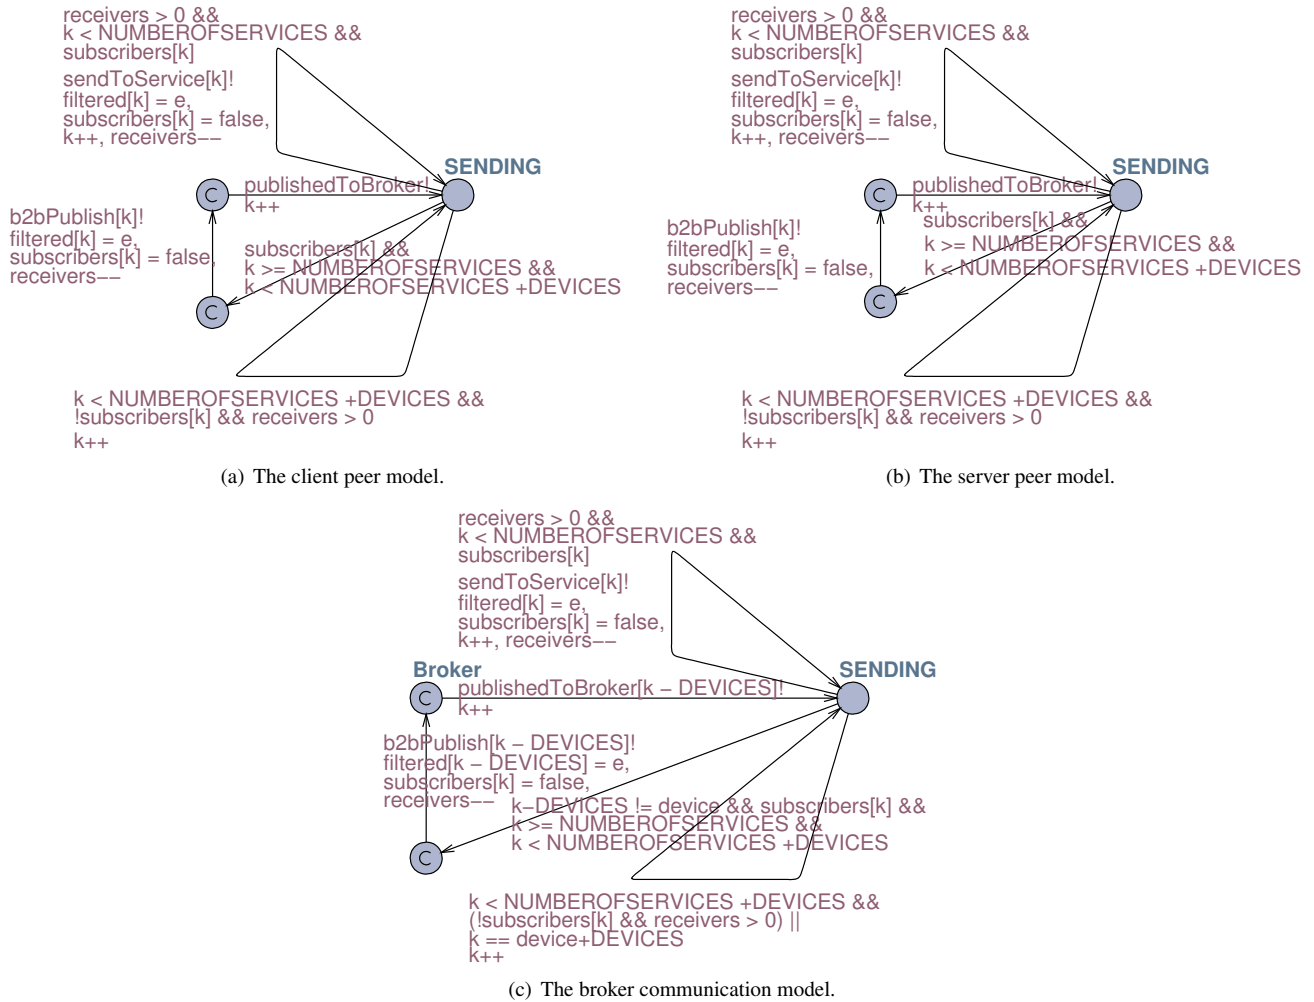 receivers > 0 &&
k < NUMBEROFSERVICES &&
subscribers[k]
sendToService[k]!
filtered[k] = e,
subscribers[k] = false,
k++, receivers−−
SENDING
C
publishedToBroker!
k++
b2bPublish[k]!
filtered[k] = e,
subscribers[k] = false,
receivers−−
subscribers[k] &&
k >= NUMBEROFSERVICES &&
k < NUMBEROFSERVICES +DEVICES
C
k < NUMBEROFSERVICES +DEVICES &&
!subscribers[k] && receivers > 0
k++
(a) The client peer model.
receivers > 0 &&
k < NUMBEROFSERVICES &&
subscribers[k]
sendToService[k]!
filtered[k] = e,
subscribers[k] = false,
k++, receivers−−
SENDING
C
publishedToBroker!
k++
b2bPublish[k]!
filtered[k] = e,
subscribers[k] = false,
receivers−−
subscribers[k] &&
k >= NUMBEROFSERVICES &&
k < NUMBEROFSERVICES +DEVICES
C
k < NUMBEROFSERVICES +DEVICES &&
!subscribers[k] && receivers > 0
k++
(b) The server peer model.
receivers > 0 &&
k < NUMBEROFSERVICES &&
subscribers[k]
sendToService[k]!
filtered[k] = e,
subscribers[k] = false,
k++, receivers−−
Broker
SENDING
C
publishedToBroker[k − DEVICES]!
k++
b2bPublish[k − DEVICES]!
filtered[k − DEVICES] = e,
subscribers[k] = false,
receivers−−
k−DEVICES != device && subscribers[k] &&
k >= NUMBEROFSERVICES &&
k < NUMBEROFSERVICES +DEVICES
C
k < NUMBEROFSERVICES +DEVICES &&
(!subscribers[k] && receivers > 0) ||
k == device+DEVICES
k++
(c) The broker communication model.